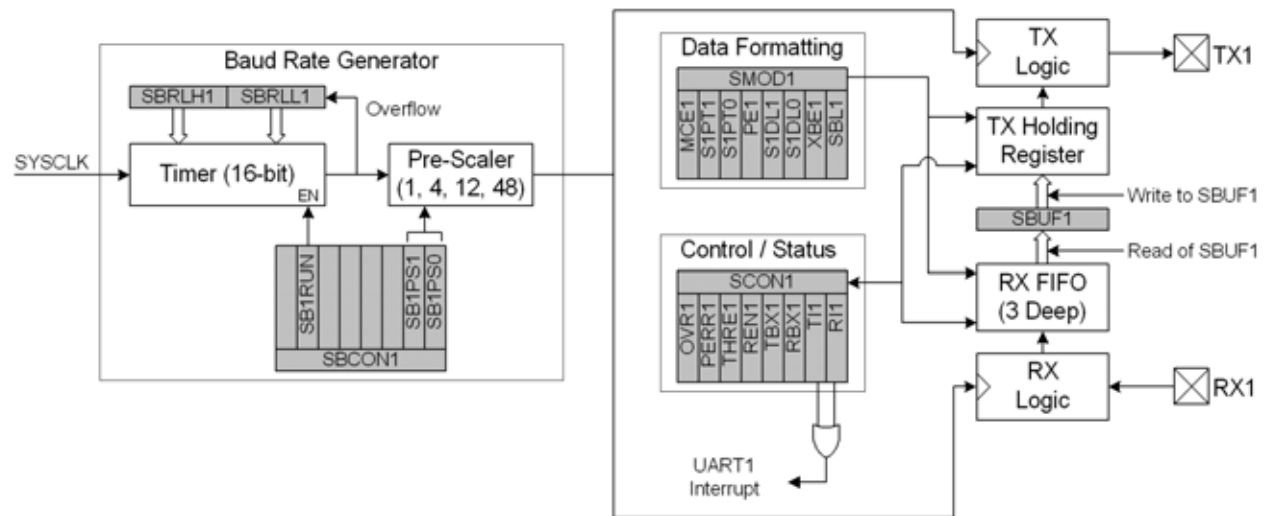 Baud Rate Generator
SBRLH1 SBRLL1
Overflow
SYSCLK
Timer (16-bit)
EN
Pre-Scaler
(1, 4, 12, 48)
SB1RUN
SB1PS1
SB1PS0
SBCON1
Data Formatting
SMOD1
MCE1
S1PT1
S1PT0
PE1
S1DL1
S1DL0
XBE1
SBL1
Control / Status
SCON1
OVR1
PERR1
THRE1
REN1
TBX1
RBX1
TI1
RI1
UART1
Interrupt
TX
Logic
TX1
TX Holding
Register
Write to SBUF1
SBUF1
Read of SBUF1
RX FIFO
(3 Deep)
RX
Logic
RX1